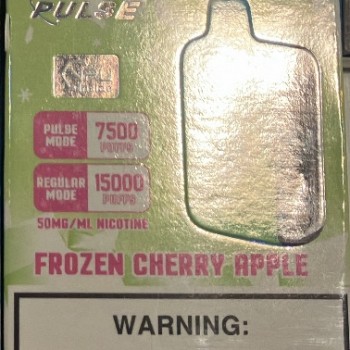 PULSE
PULSE
MODE
7500
PUFFS
REGULAR
MODE
15000
PUFFS
50MG/ML NICOTINE
FROZEN CHERRY APPLE
WARNING: